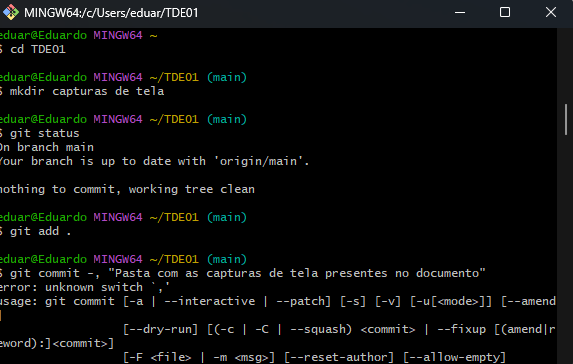 MINGW64:/c/Users/eduar/TDE01
eduar@Eduardo MINGW64 ~
$ cd TDE01
eduar@Eduardo MINGW64 ~/TDE01 (main)
$ mkdir capturas de tela
eduar@Eduardo MINGW64 ~/TDE01 (main)
$ git status
On branch main
Your branch is up to date with 'origin/main'.
nothing to commit, working tree clean
eduar@Eduardo MINGW64 ~/TDE01 (main)
$ git add .
eduar@Eduardo MINGW64 ~/TDE01 (main)
$ git commit -, "Pasta com as capturas de tela presentes no documento"
error: unknown switch `,'
usage: git commit [-a | --interactive | --patch] [-s] [-v] [-u[<mode>]] [--amend
]
[--dry-run] [(-c | -C | --squash) <commit> | --fixup [(amend|r
eword):]<commit>]
[-F <file> | -m <msg>] [--reset-author] [--allow-empty]